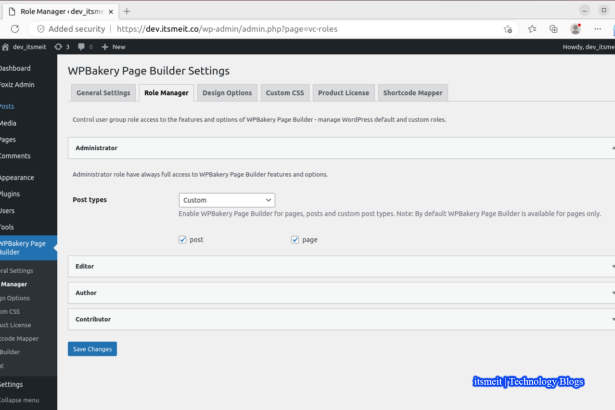 Role Manager ‹ dev_itsme
Added security
https://dev.itsmeit.co/wp-admin/admin.php?page=vc-roles
dev_itsmeit 3 0 + New
Howdy, dev_itsme
Dashboard
Foxiz Admin
Posts
Media
Pages
Comments
Appearance
Plugins
Users
Tools
WPBakery Page
Builder
ral Settings
Manager
gn Options
om CSS
uct License
tcode Mapper
Builder
Settings
Collapse menu
WPBakery Page Builder Settings
General Settings Role Manager Design Options Custom CSS Product License Shortcode Mapper
Control user group role access to the features and options of WPBakery Page Builder - manage WordPress default and custom roles.
Administrator
Administrator role have always full access to WPBakery Page Builder features and options.
Post types
Custom
Enable WPBakery Page Builder for pages, posts and custom post types. Note: By default WPBakery Page Builder is available for pages only.
post page
Editor
Author
Contributor
Save Changes
itsmeit | Technology Blogs